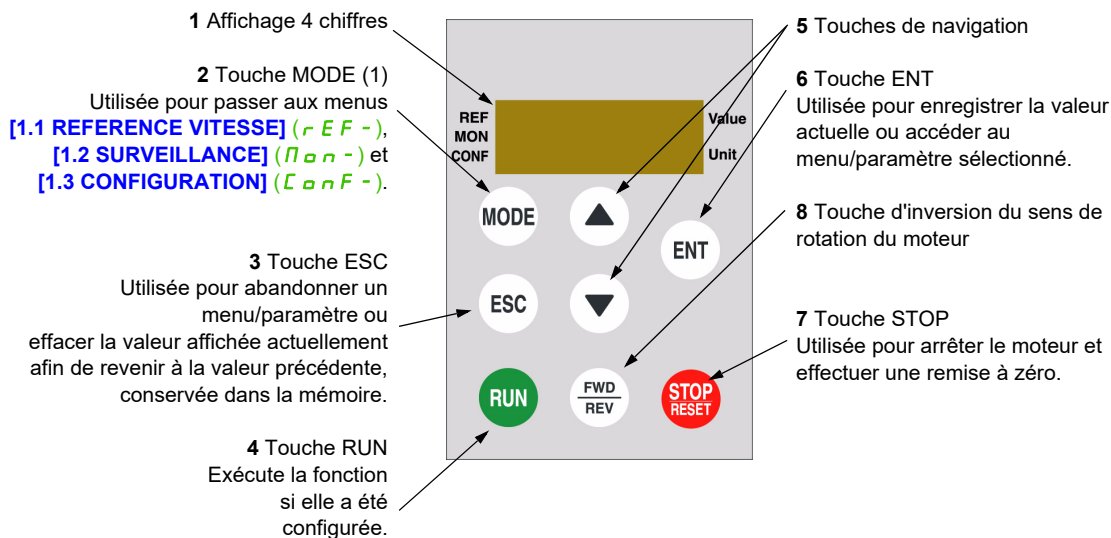 1 Affichage 4 chiffres
2 Touche MODE (1)
Utilisée pour passer aux menus
[1.1 REFERENCE VITESSE] (rEF-),
[1.2 SURVEILLANCE] (Mon-) et
[1.3 CONFIGURATION] (ConF-).
3 Touche ESC
Utilisée pour abandonner un
menu/paramètre ou
effacer la valeur affichée actuellement
afin de revenir à la valeur précédente,
conservée dans la mémoire.
4 Touche RUN
Exécute la fonction
si elle a été
configurée.
REF
MON
CONF
Value
Unit
MODE
ENT
ESC
RUN
FWD
REV
STOP
RESET
5 Touches de navigation
6 Touche ENT
Utilisée pour enregistrer la valeur
actuelle ou accéder au
menu/paramètre sélectionné.
8 Touche d'inversion du sens de
rotation du moteur
7 Touche STOP
Utilisée pour arrêter le moteur et
effectuer une remise à zéro.